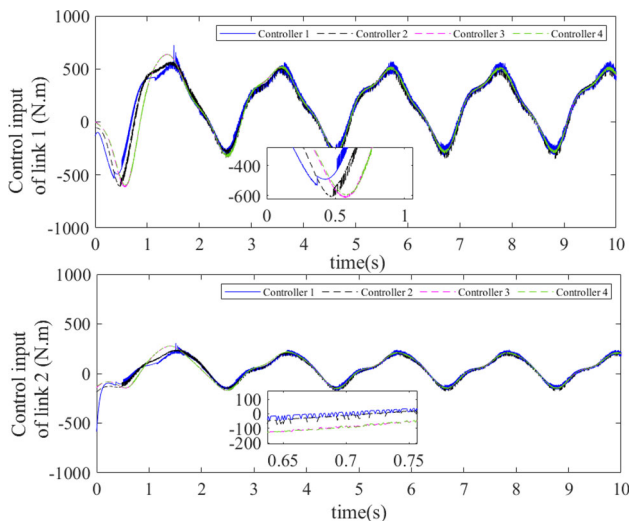 1000
Controller 1 Controller 2 Controller 3 Controller 4
500
0
-500
1000
Control input
of link 1 (N.m)
-400
-600
0 0.5 1
0 1 2 3 4 5 6 7 8 9 10
time(s)
1000
Controller 1 Controller 2 Controller 3 Controller 4
500
0
-500
-1000
Control input
of link 2 (N.m)
100
0
-100
-200
0.65 0.7 0.75
0 1 2 3 4 5 6 7 8 9 10
time(s)